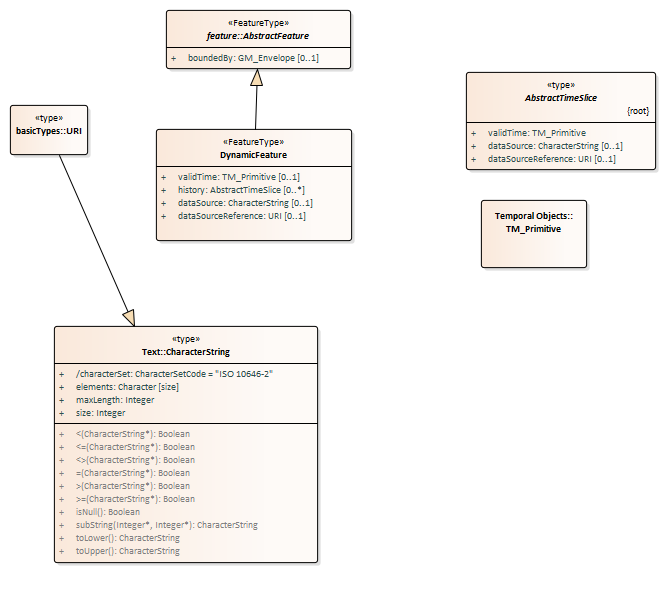 «FeatureType»
feature::AbstractFeature
+ boundedBy: GM_Envelope [0..1]
«type»
AbstractTimeSlice
{root}
+ validTime: TM_Primitive
+ dataSource: CharacterString [0..1]
+ dataSourceReference: URI [0..1]
«type»
basicTypes::URI
«FeatureType»
DynamicFeature
+ validTime: TM_Primitive [0..1]
+ history: AbstractTimeSlice [0..*]
+ dataSource: CharacterString [0..1]
+ dataSourceReference: URI [0..1]
Temporal Objects::
TM_Primitive
«type»
Text::CharacterString
+ /characterSet: CharacterSetCode = "ISO 10646-2"
+ elements: Character [size]
+ maxLength: Integer
+ size: Integer
+ <(CharacterString*): Boolean
+ <=(CharacterString*): Boolean
+ <>(CharacterString*): Boolean
+ =(CharacterString*): Boolean
+ >(CharacterString*): Boolean
+ >=(CharacterString*): Boolean
+ isNull(): Boolean
+ subString(Integer*, Integer*): CharacterString
+ toLower(): CharacterString
+ toUpper(): CharacterString